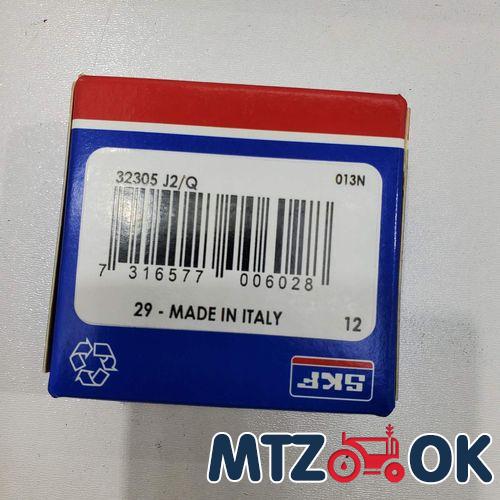 32305 J2/Q 013N
7 316577 006028
29 - MADE IN ITALY 12
SKF
MTZ OK